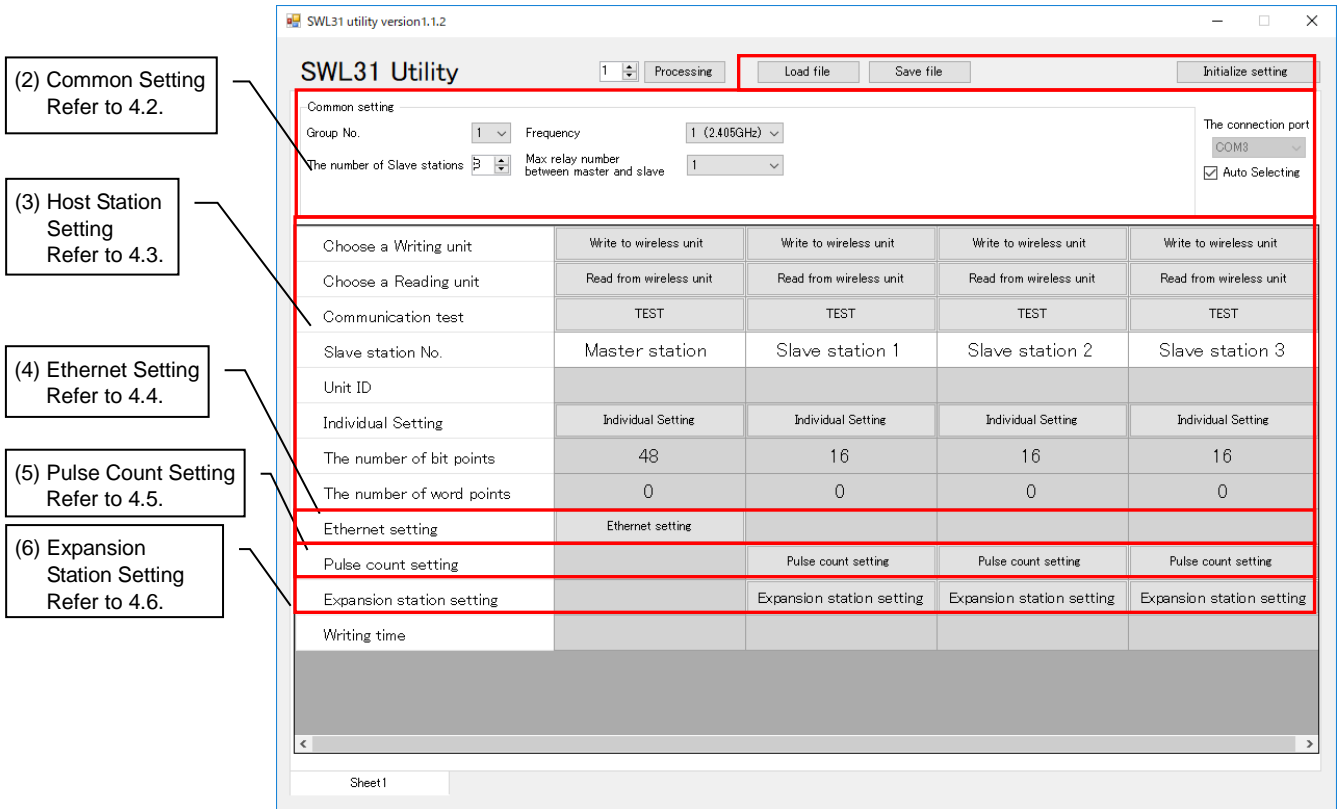 SWL31 utility version1.1.2
SWL31 Utility
1
Processing
Load file
Save file
Initialize setting
(2) Common Setting
Refer to 4.2.
Common setting
Group No.
1
Frequency
1 (2.405GHz)
The number of Slave stations
3
Max relay number
between master and slave
1
The connection port
COM3
Auto Selecting
(3) Host Station
Setting
Refer to 4.3.
(4) Ethernet Setting
Refer to 4.4.
(5) Pulse Count Setting
Refer to 4.5.
(6) Expansion
Station Setting
Refer to 4.6.
Choose a Writing unit Write to wireless unit Write to wireless unit Write to wireless unit Write to wireless unit
Choose a Reading unit Read from wireless unit Read from wireless unit Read from wireless unit Read from wireless unit
Communication test TEST TEST TEST TEST
Slave station No. Master station Slave station 1 Slave station 2 Slave station 3
Unit ID
Individual Setting Individual Setting Individual Setting Individual Setting Individual Setting
The number of bit points 48 16 16 16
The number of word points 0 0 0 0
Ethernet setting Ethernet setting
Pulse count setting Pulse count setting Pulse count setting Pulse count setting
Expansion station setting Expansion station setting Expansion station setting Expansion station setting
Writing time
Sheet1